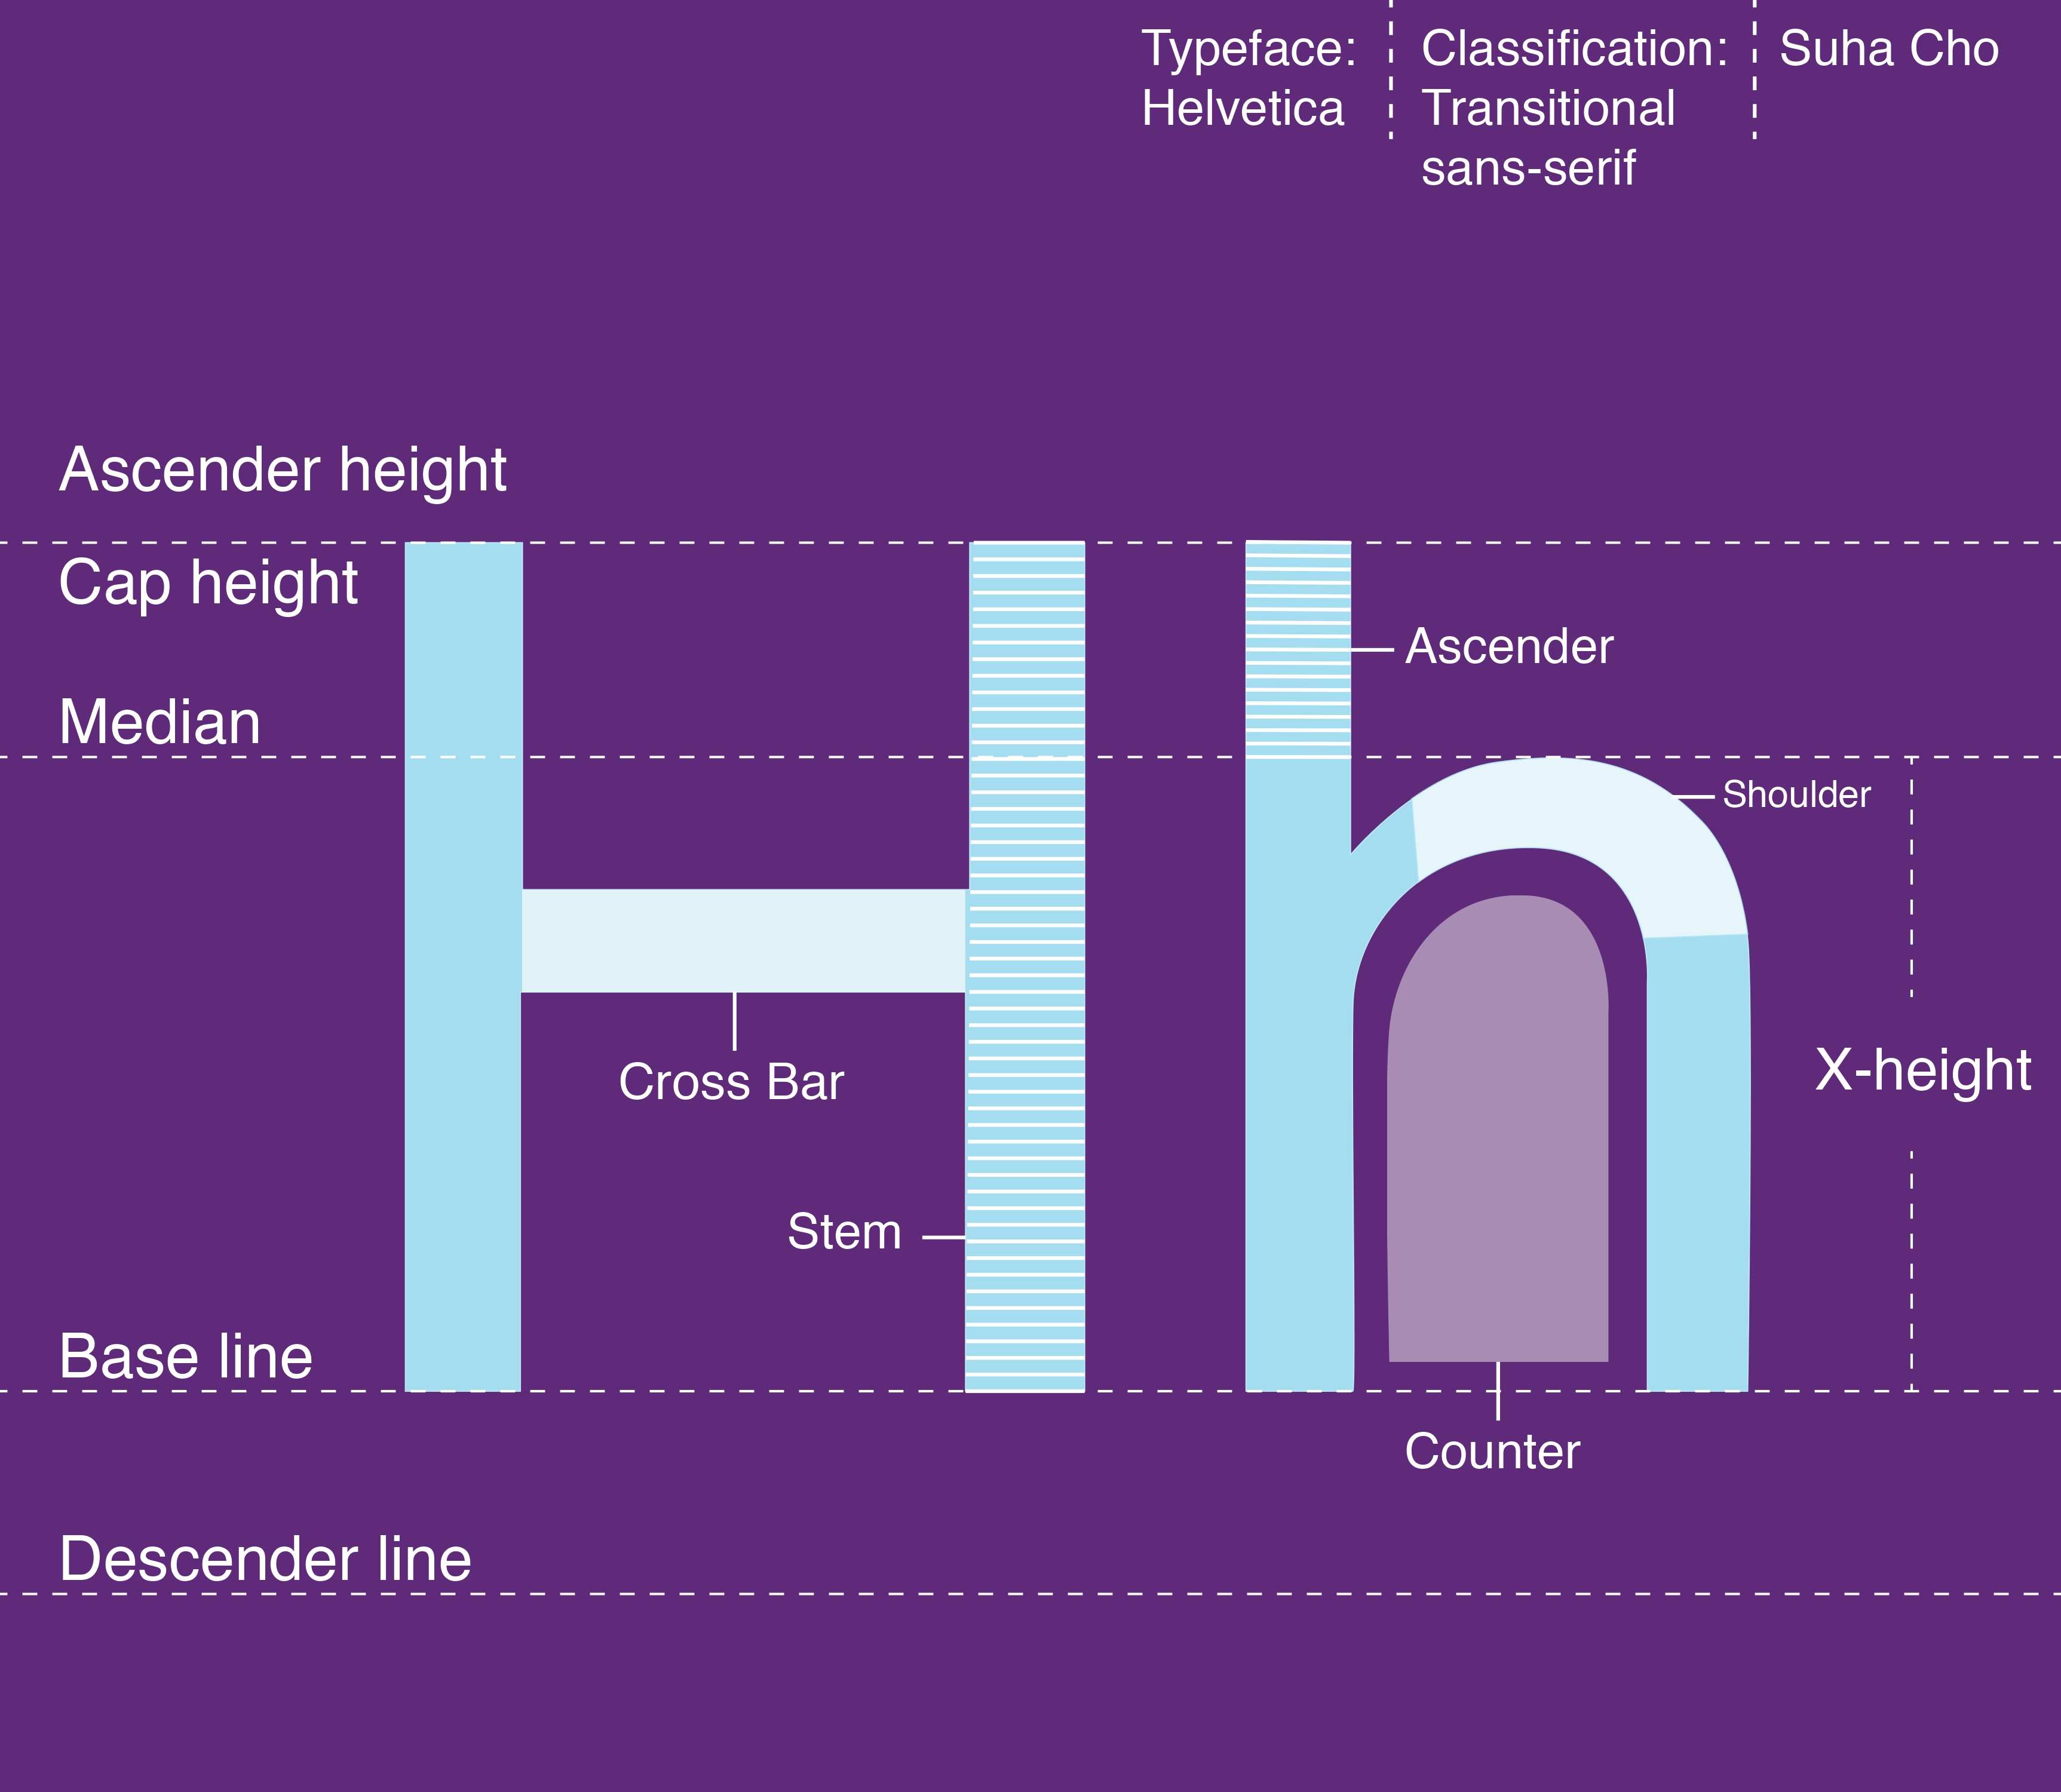 Typeface:
Helvetica
Classification:
Transitional
sans-serif
Suha Cho
Ascender height
Cap height
Ascender
Median
Shoulder
X-height
Cross Bar
Stem
Base line
Counter
Descender line
Hh